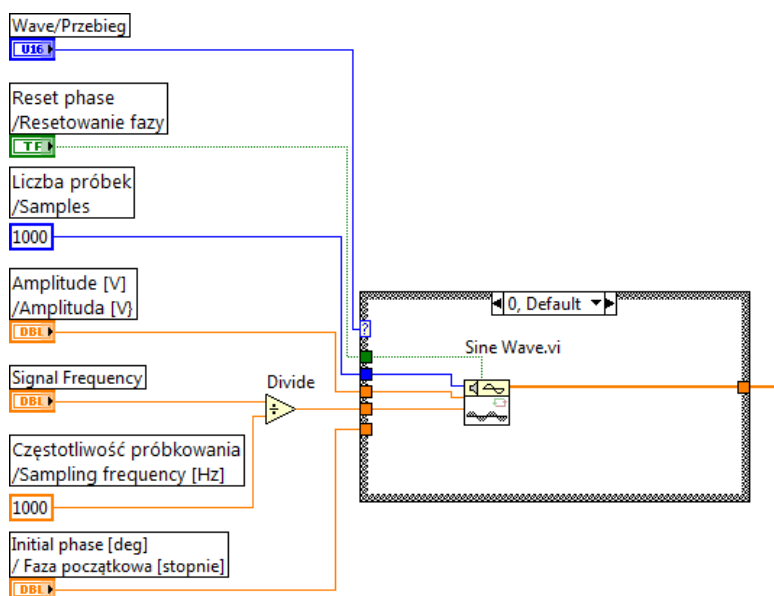 Wave/Przebieg
U16
Reset phase
/Resetowanie fazy
TF
Liczba próbek
/Samples
1000
Amplitude [V]
/Amplituda [V}
DBL
Signal Frequency
DBL
Divide
Częstotliwość próbkowania
/Sampling frequency [Hz]
1000
Initial phase [deg]
/ Faza początkowa [stopnie]
DBL
0, Default
?
Sine Wave.vi